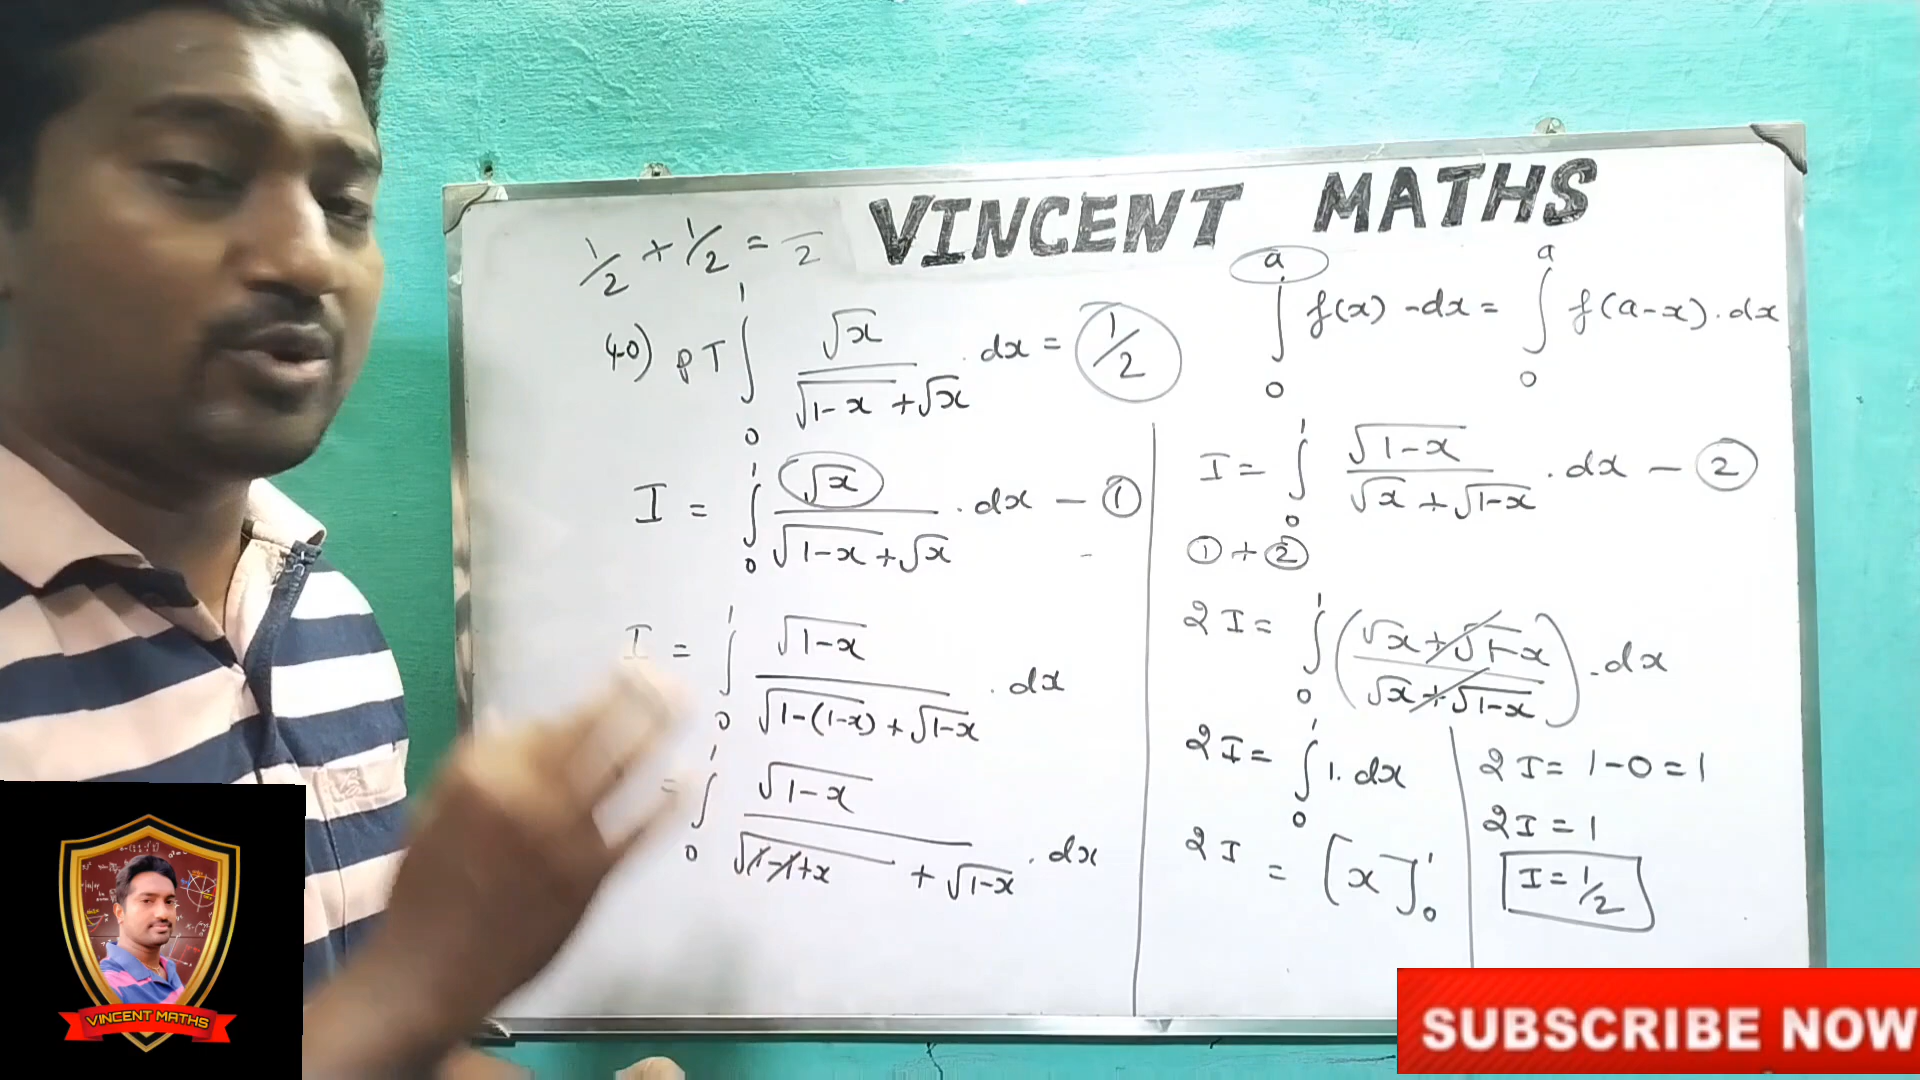 VINCENT MATHS
1/2 + 1/2 = ‾/2
40) PT ∫₀¹ √x / (√(1-x) + √x) . dx = 1/2
I = ∫₀¹ √x / (√(1-x) + √x) . dx - ①
I = ∫₀¹ √(1-x) / (√(1-(1-x)) + √(1-x)) . dx
= ∫₀¹ √(1-x) / (√(1-1+x) + √(1-x)) . dx
∫₀ᵃ f(x) - dx = ∫₀ᵃ f(a-x) . dx
I = ∫₀¹ √(1-x) / (√x + √(1-x)) . dx - ②
① + ②
2I = ∫₀¹ ((√x + √(1-x)) / (√x + √(1-x))) . dx
2I = ∫₀¹ 1. dx
2I = [x]₀¹
2I = 1-0 = 1
2I = 1
I = 1/2
VINCENT MATHS
SUBSCRIBE NOW